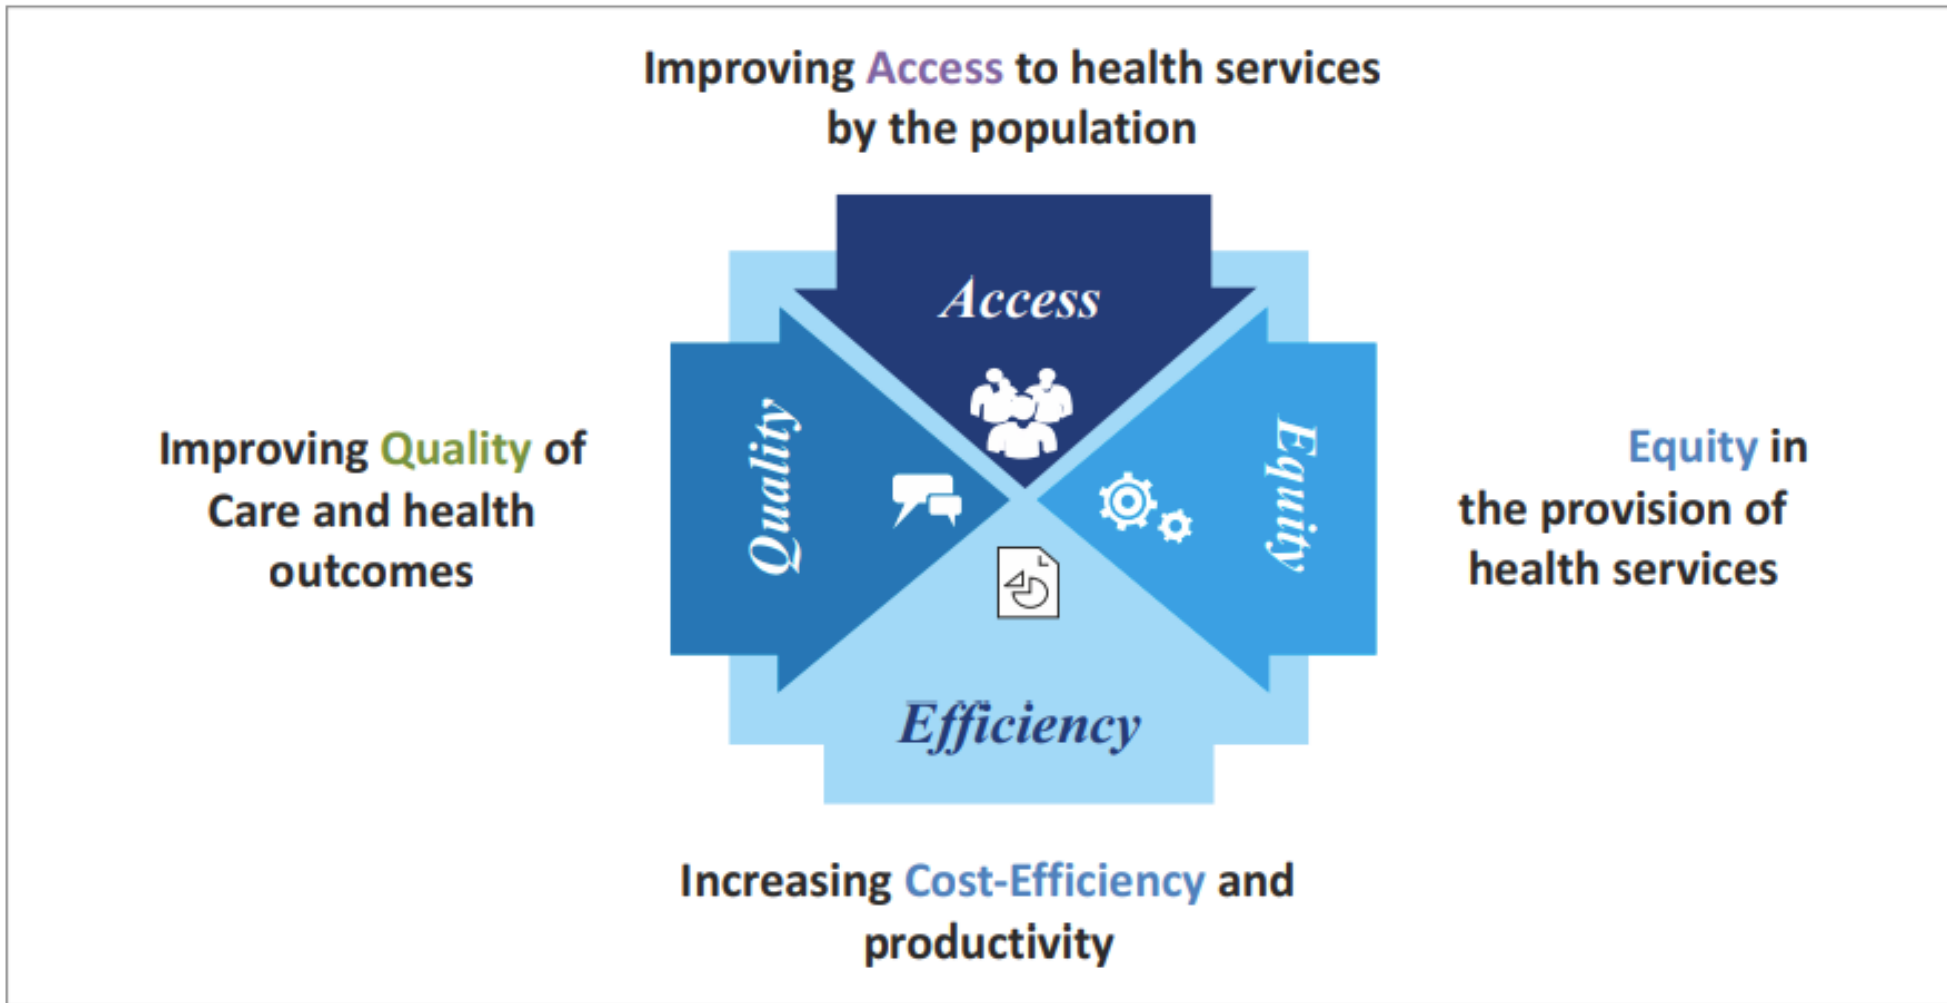 Improving Access to health services
by the population
Access
Quality
Equity
Efficiency
Improving Quality of
Care and health
outcomes
Equity in
the provision of
health services
Increasing Cost-Efficiency and
productivity